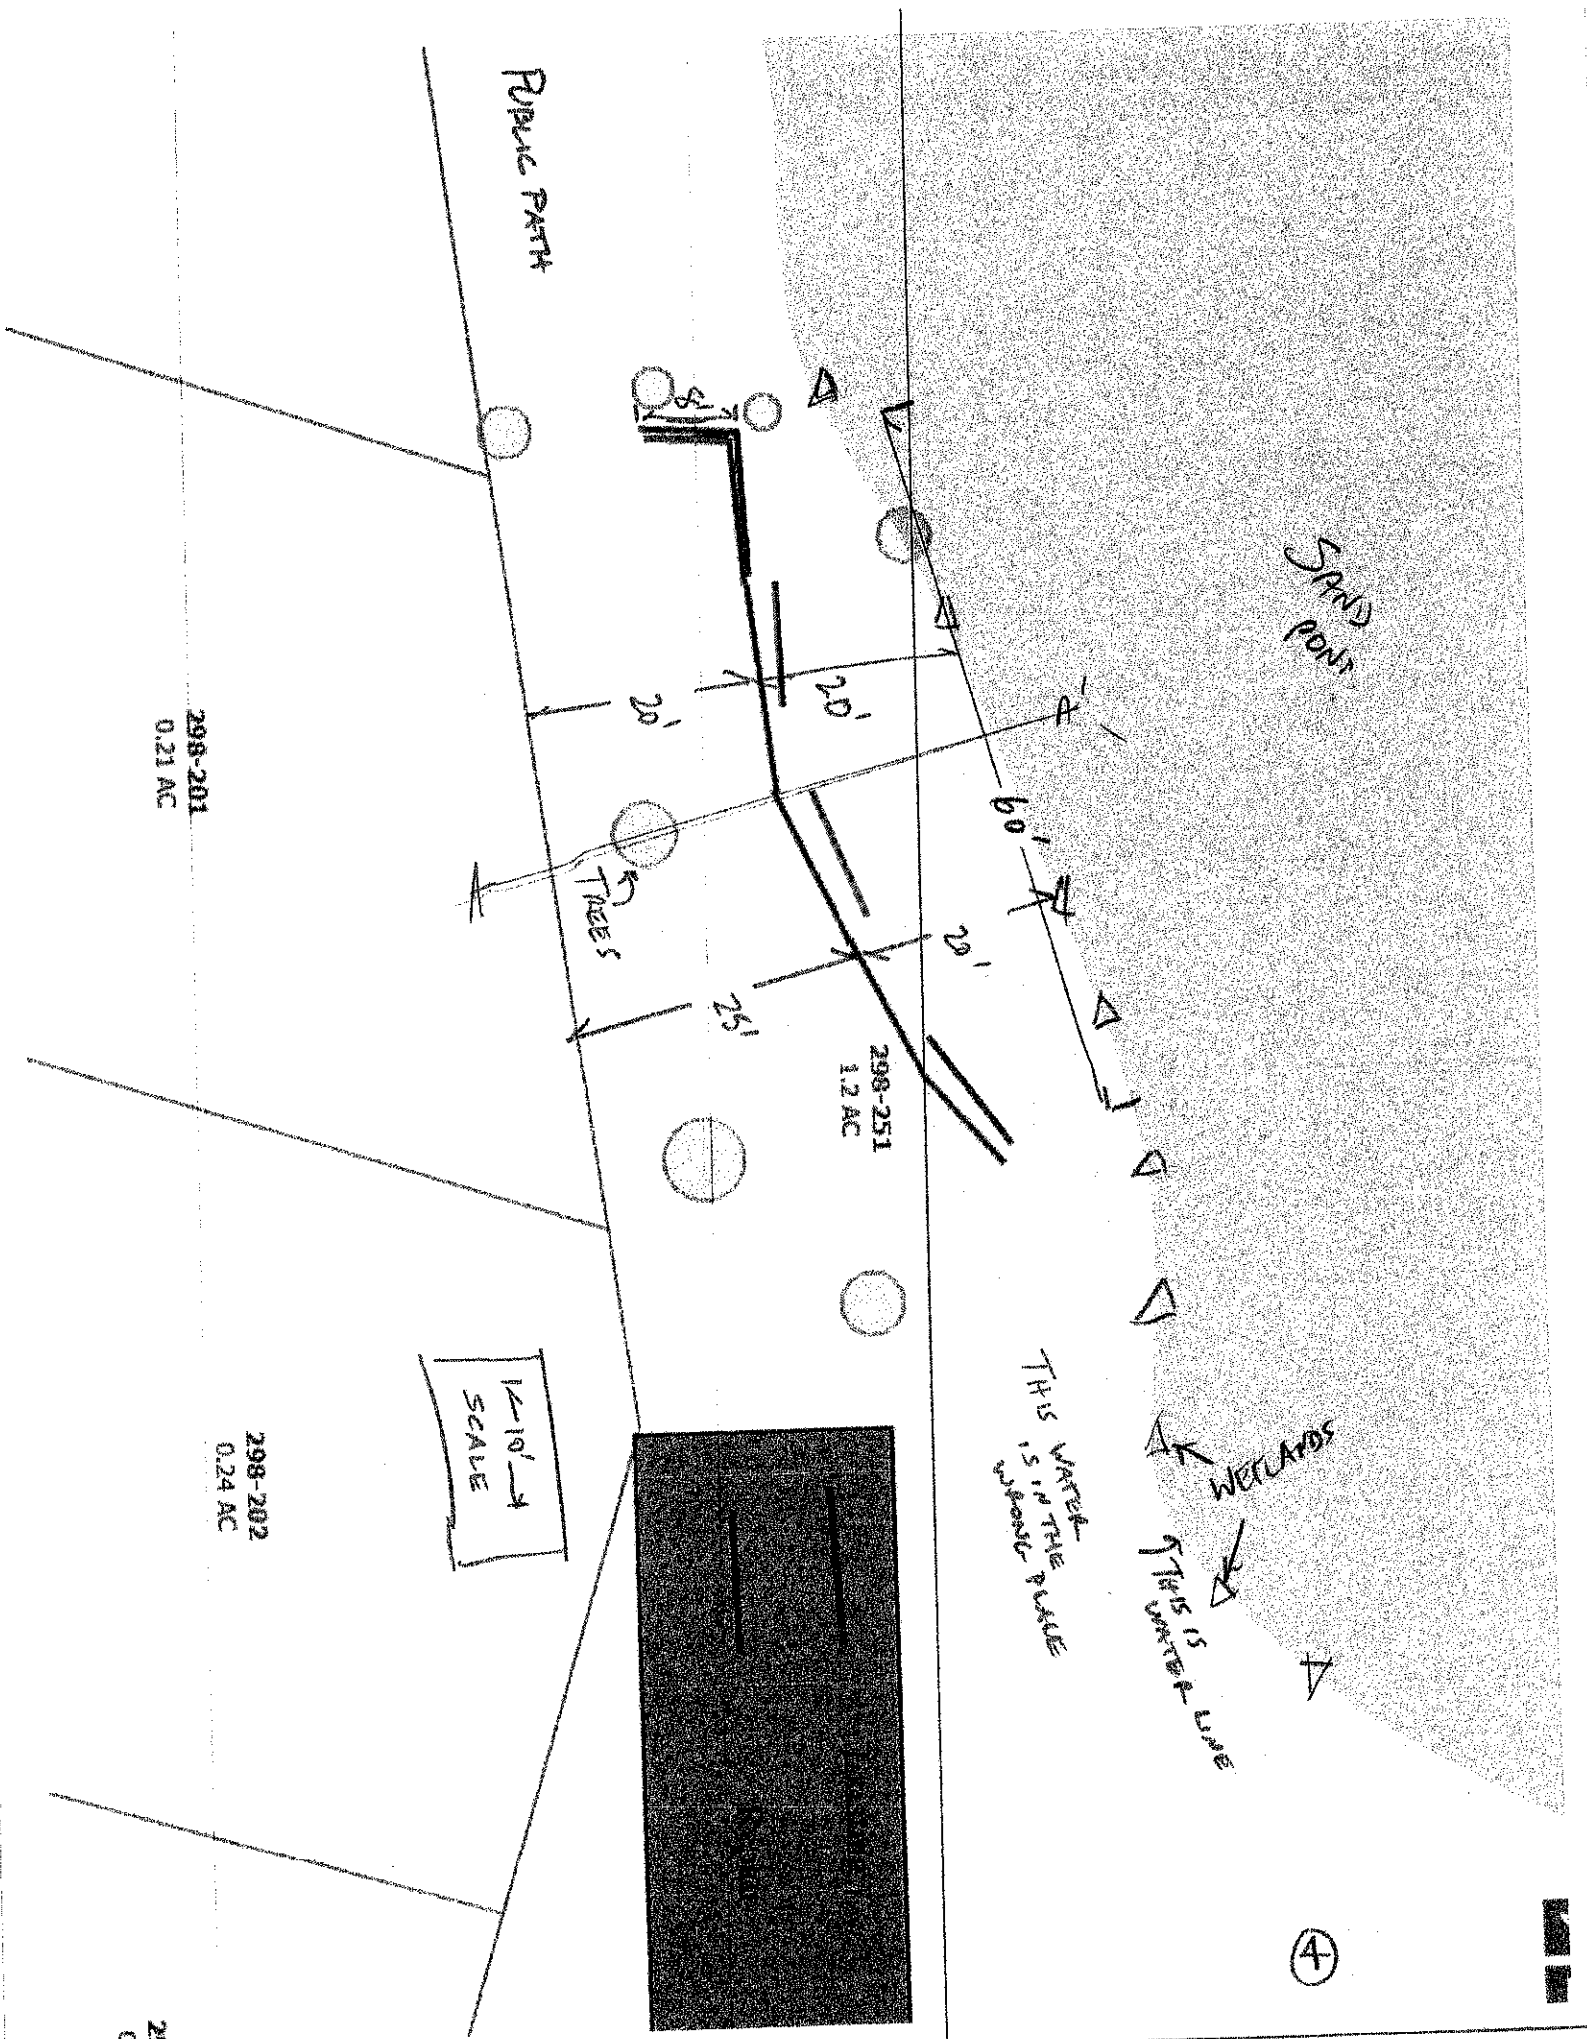 SAND
POND
PUBLIC PATH
8'
20'
20'
A'
60'
A
TREES
20'
25'
298-251
1.2 AC
298-201
0.21 AC
THIS WATER
IS IN THE
WRONG PLACE
WETLANDS
THIS IS
WATER LINE
10'
SCALE
298-202
0.24 AC
4